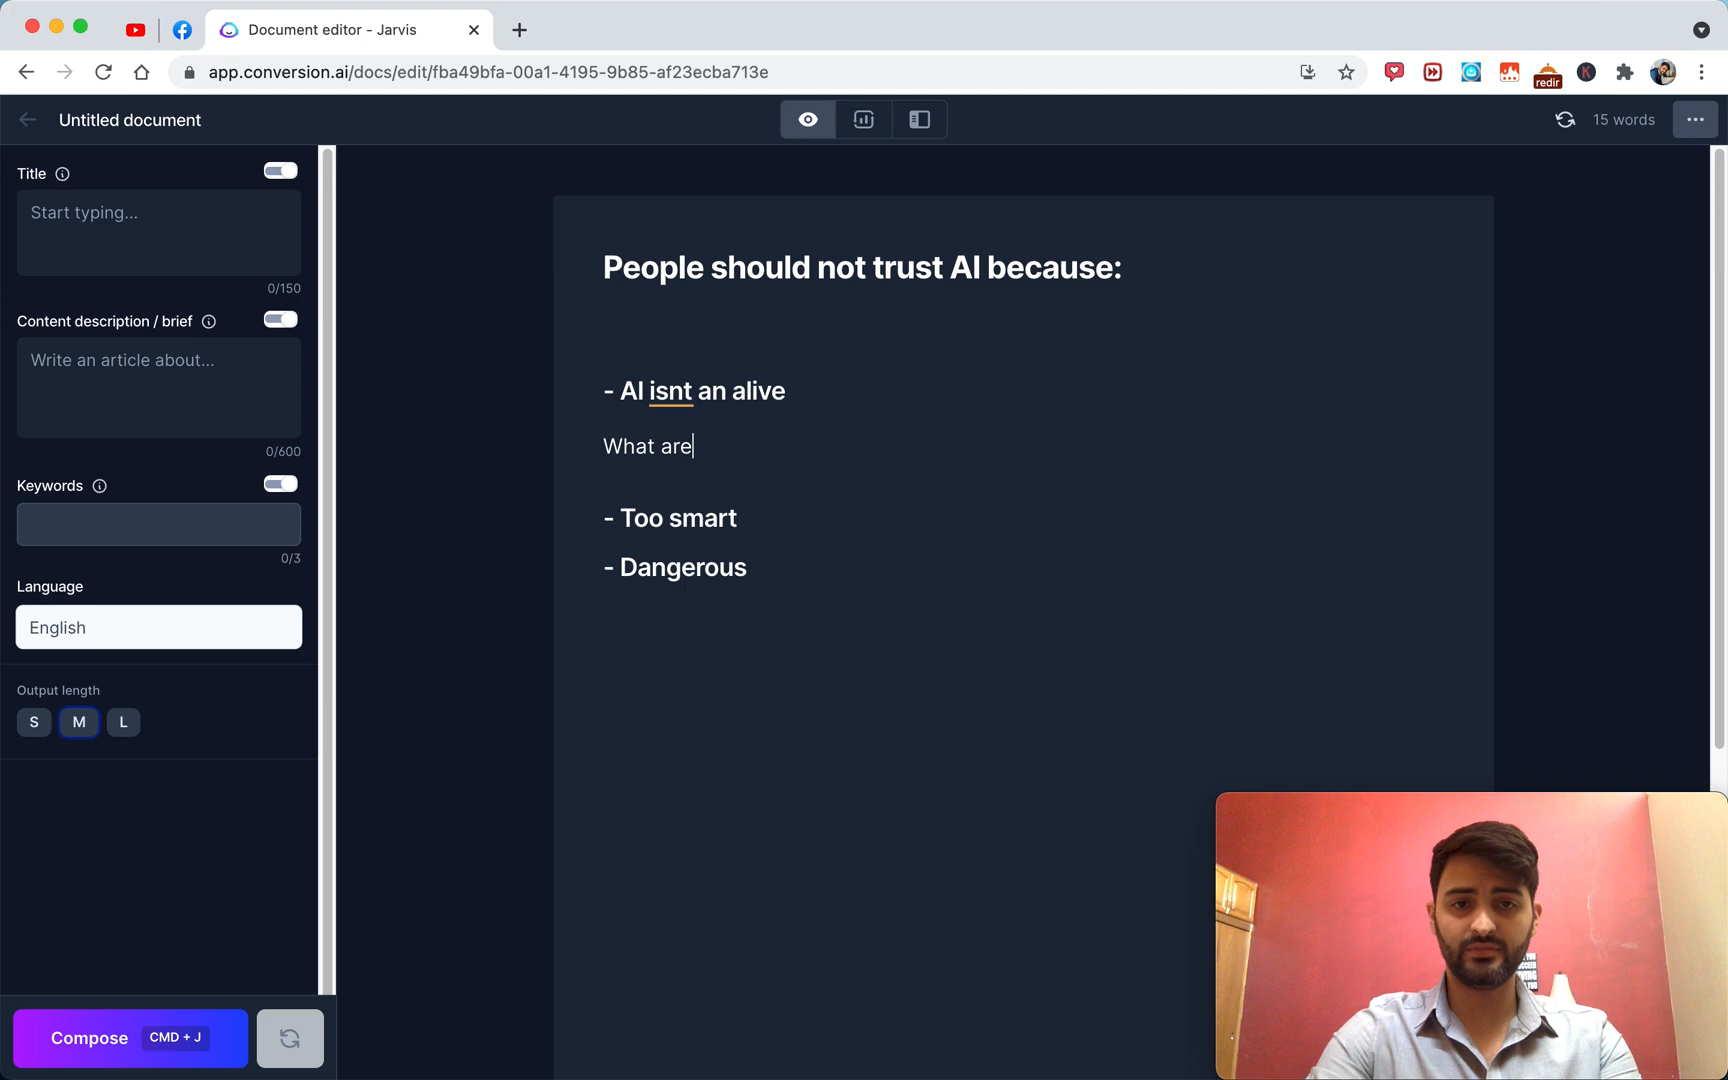 Document editor - Jarvis
app.conversion.ai/docs/edit/fba49bfa-00a1-4195-9b85-af23ecba713e
redir
K
Untitled document
15 words
Title
Start typing...
0/150
Content description / brief
Write an article about...
0/600
Keywords
0/3
Language
English
Output length
S M L
Compose CMD + J
People should not trust AI because:
- AI isnt an alive
What are
- Too smart
- Dangerous